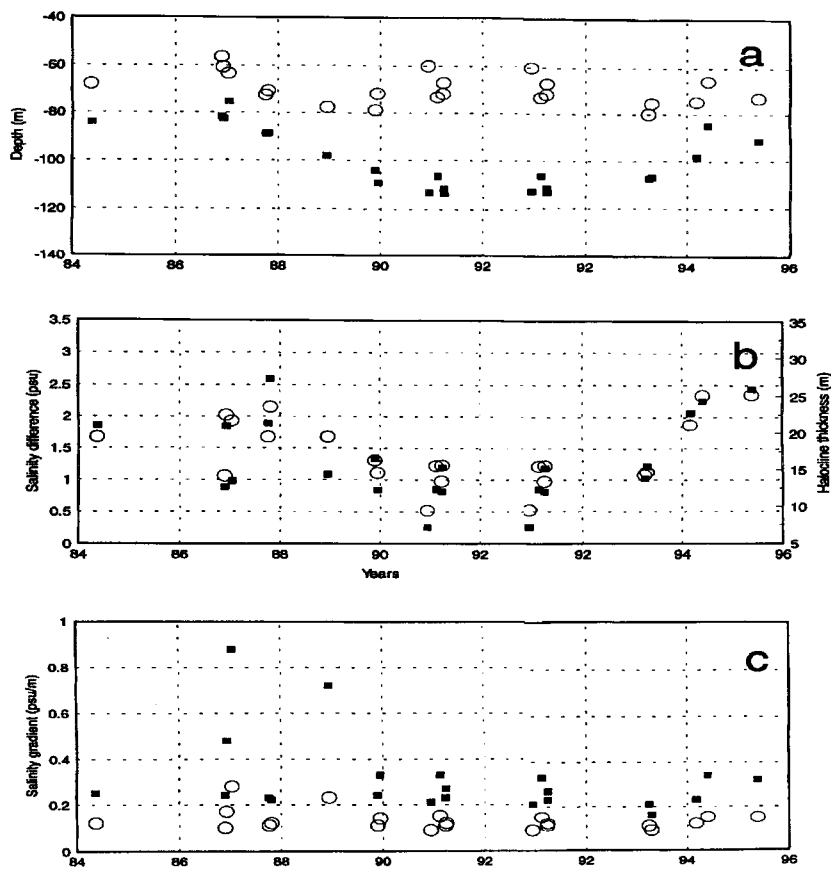 -40
a
-60
-80
Depth (m)
-100
-120
-140
84 86 88 90 92 94 96
3.5 35
b
3 30
2.5 25
Salinity difference (psu)
2 20
Halocline thickness (m)
1.5
1 15
0.5 10
0 5
84 86 88 90 92 94 96
Years
1
c
0.8
0.6
Salinity gradient (psu/m)
0.4
0.2
0
84 86 88 90 92 94 96